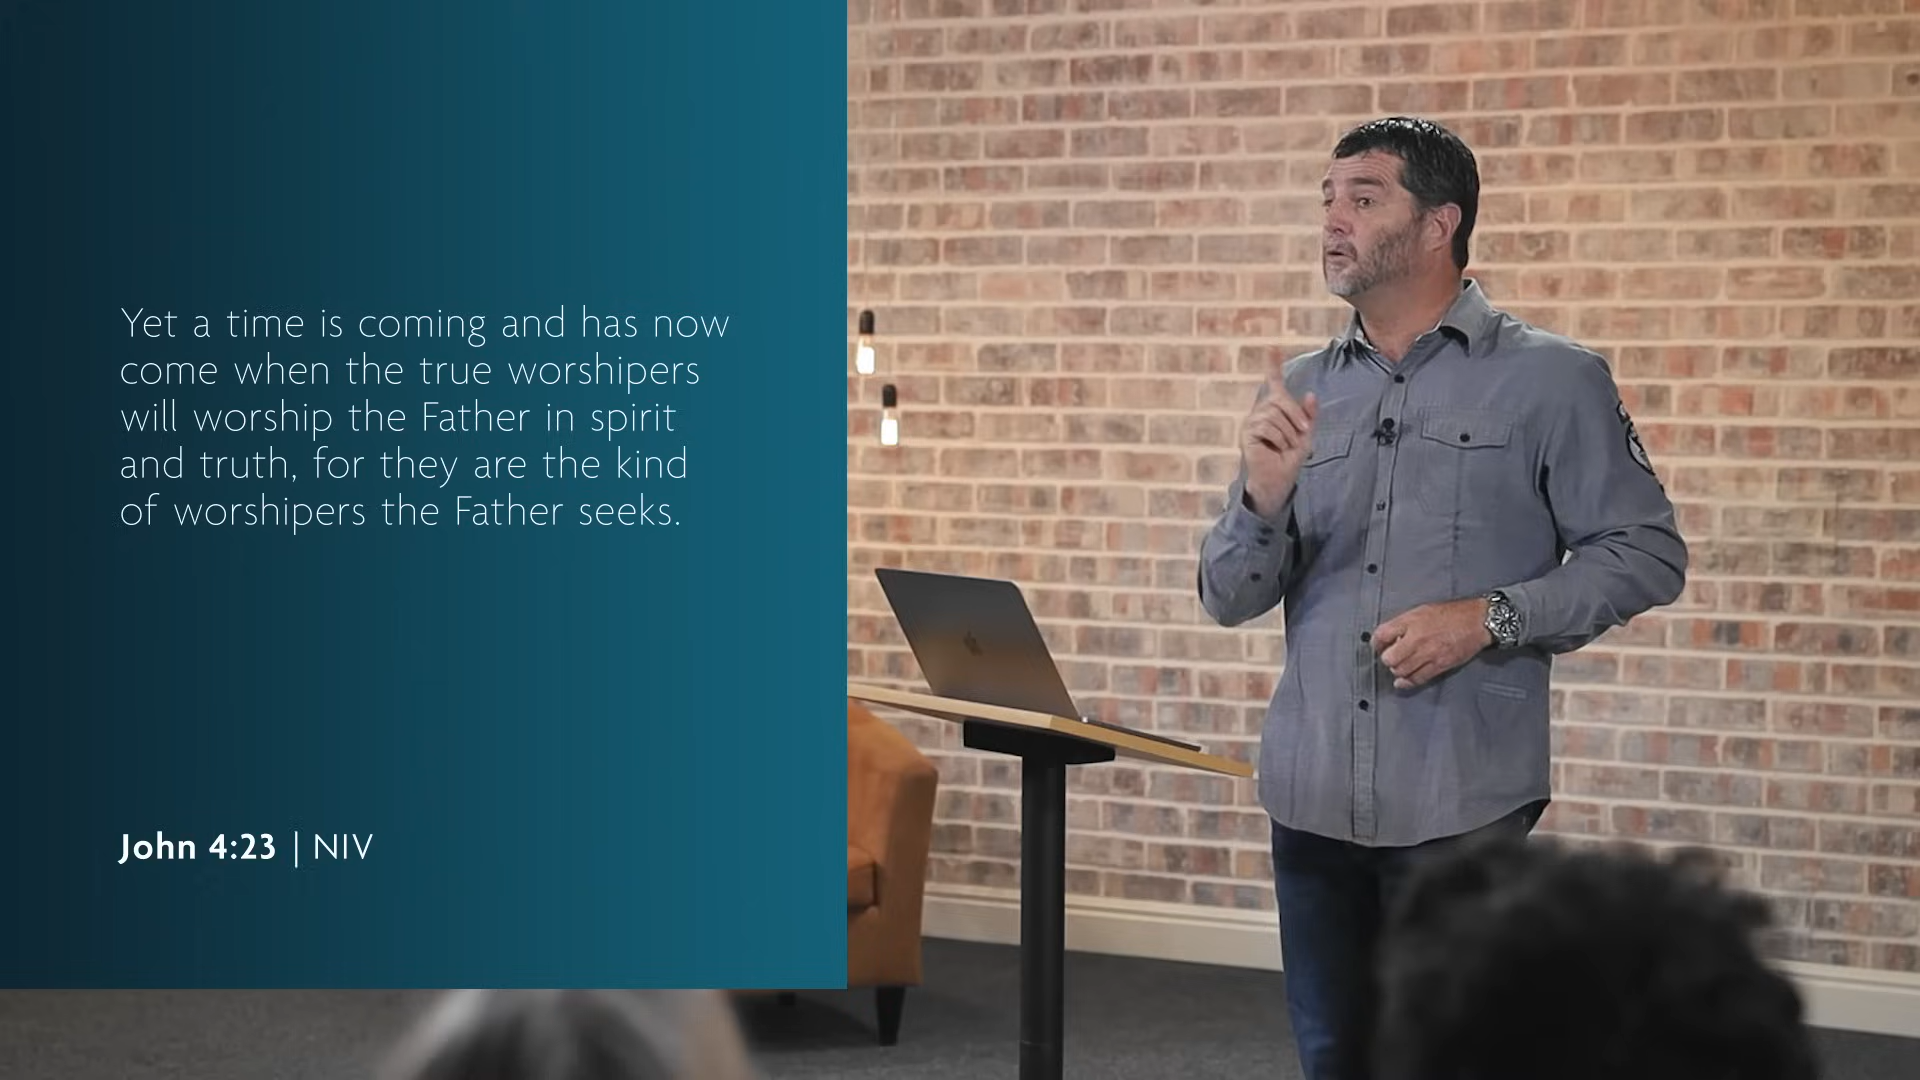 Yet a time is coming and has now
come when the true worshipers
will worship the Father in spirit
and truth, for they are the kind
of worshipers the Father seeks.
John 4:23 | NIV